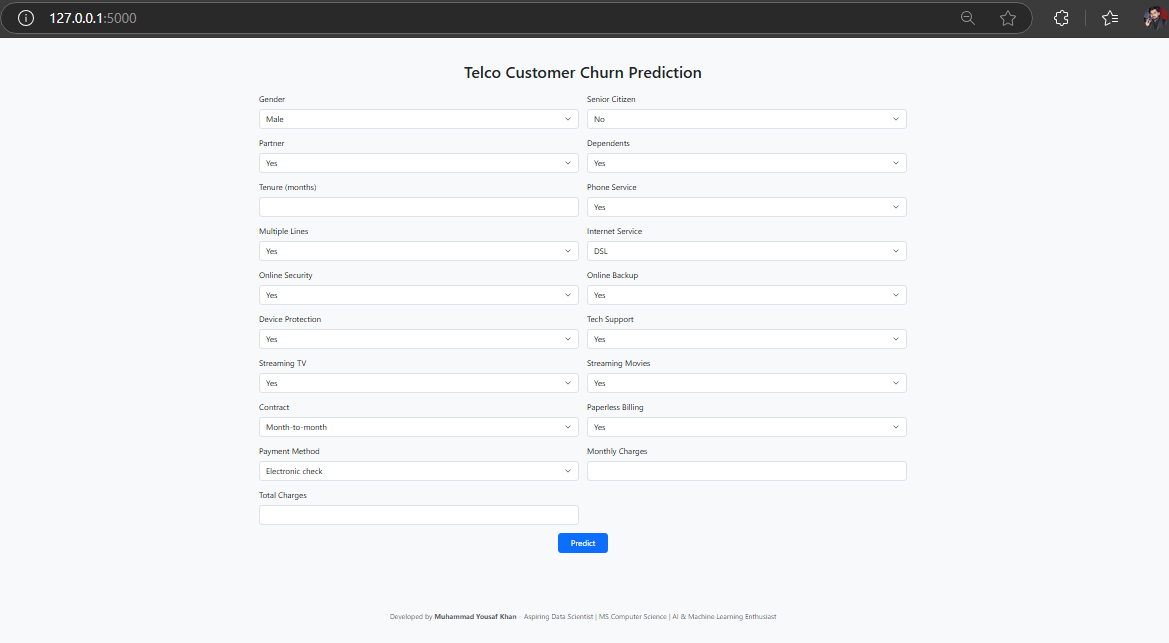 127.0.0.1:5000
Telco Customer Churn Prediction
Gender Senior Citizen
Male No
Partner Dependents
Yes Yes
Tenure (months) Phone Service
Yes
Multiple Lines Internet Service
Yes DSL
Online Security Online Backup
Yes Yes
Device Protection Tech Support
Yes Yes
Streaming TV Streaming Movies
Yes Yes
Contract Paperless Billing
Month-to-month Yes
Payment Method Monthly Charges
Electronic check
Total Charges
Predict
Developed by Muhammad Yousaf Khan - Aspiring Data Scientist | MS Computer Science | AI & Machine Learning Enthusiast